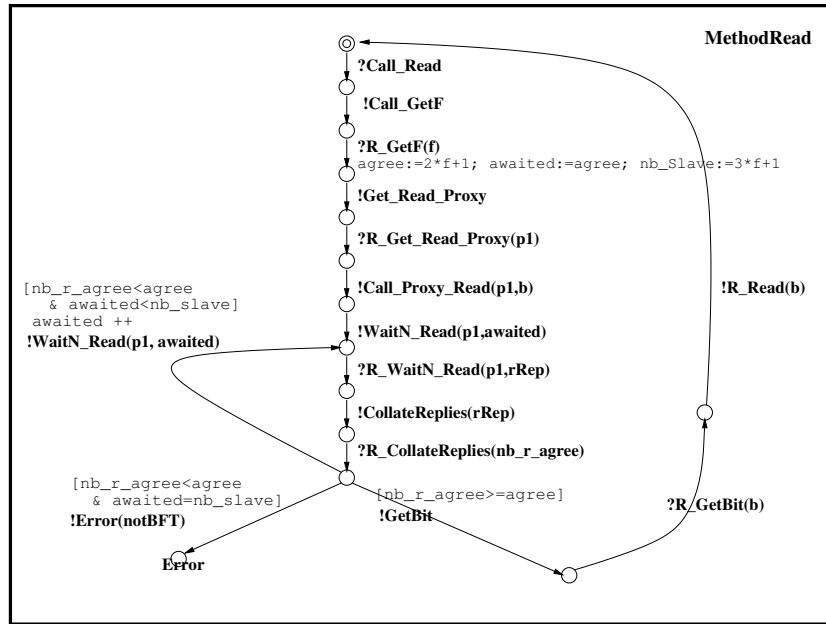 MethodRead
?Call_Read
!Call_GetF
?R_GetF(f)
agree:=2*f+1; awaited:=agree; nb_Slave:=3*f+1
!Get_Read_Proxy
?R_Get_Read_Proxy(p1)
!Call_Proxy_Read(p1,b)
!WaitN_Read(p1,awaited)
?R_WaitN_Read(p1,rRep)
!CollateReplies(rRep)
?R_CollateReplies(nb_r_agree)
[nb_r_agree<agree
& awaited<nb_slave]
awaited ++
!WaitN_Read(p1, awaited)
!R_Read(b)
[nb_r_agree<agree
& awaited=nb_slave]
!Error(notBFT)
Error
[nb_r_agree>=agree]
!GetBit
?R_GetBit(b)